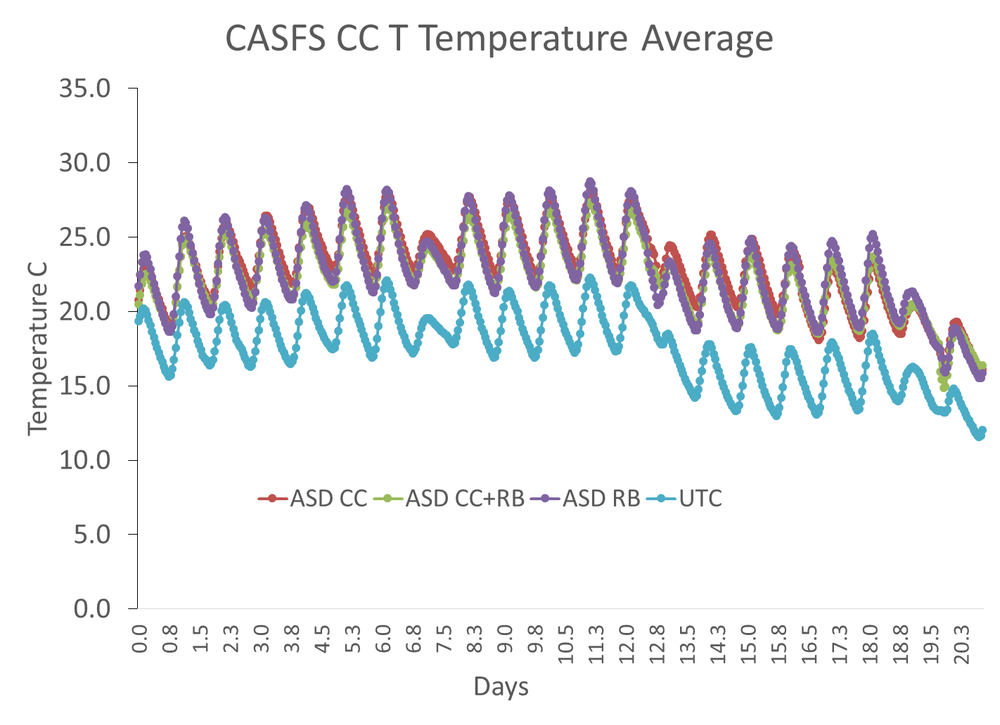 CASFS CC T Temperature Average
35.0
30.0
25.0
20.0
15.0
10.0
5.0
0.0
Temperature C
ASD CC ASD CC+RB ASD RB UTC
0.0 0.8 1.5 2.3 3.0 3.8 4.5 5.3 6.0 6.8 7.5 8.3 9.0 9.8 10.5 11.3 12.0 12.8 13.5 14.3 15.0 15.8 16.5 17.3 18.0 18.8 19.5 20.3
Days